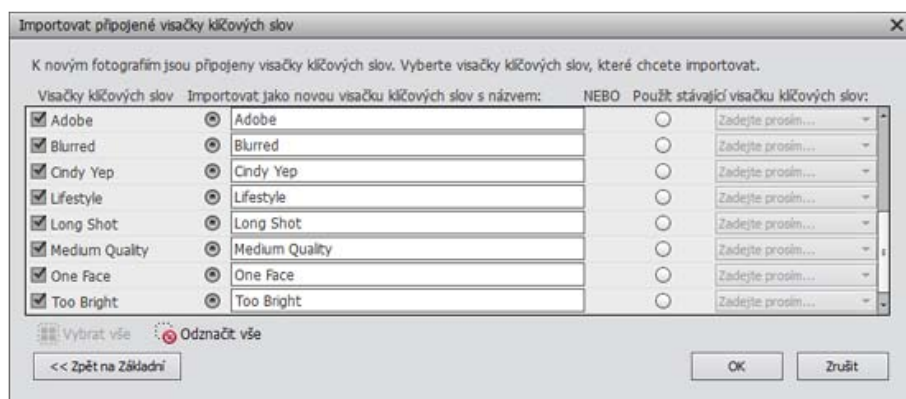 Importovat připojené visačky klíčových slov
K novým fotografiím jsou připojeny visačky klíčových slov. Vyberte visačky klíčových slov, které chcete importovat.
Visačky klíčových slov Importovat jako novou visačku klíčových slov s názvem: NEBO Použít stávající visačku klíčových slov:
Adobe Adobe Zadejte prosím...
Blurred Blurred Zadejte prosím...
Cindy Yep Cindy Yep Zadejte prosím...
Lifestyle Lifestyle Zadejte prosím...
Long Shot Long Shot Zadejte prosím...
Medium Quality Medium Quality Zadejte prosím...
One Face One Face Zadejte prosím...
Too Bright Too Bright Zadejte prosím...
Vybrat vše Odznačit vše
<< Zpět na Základní OK Zrušit